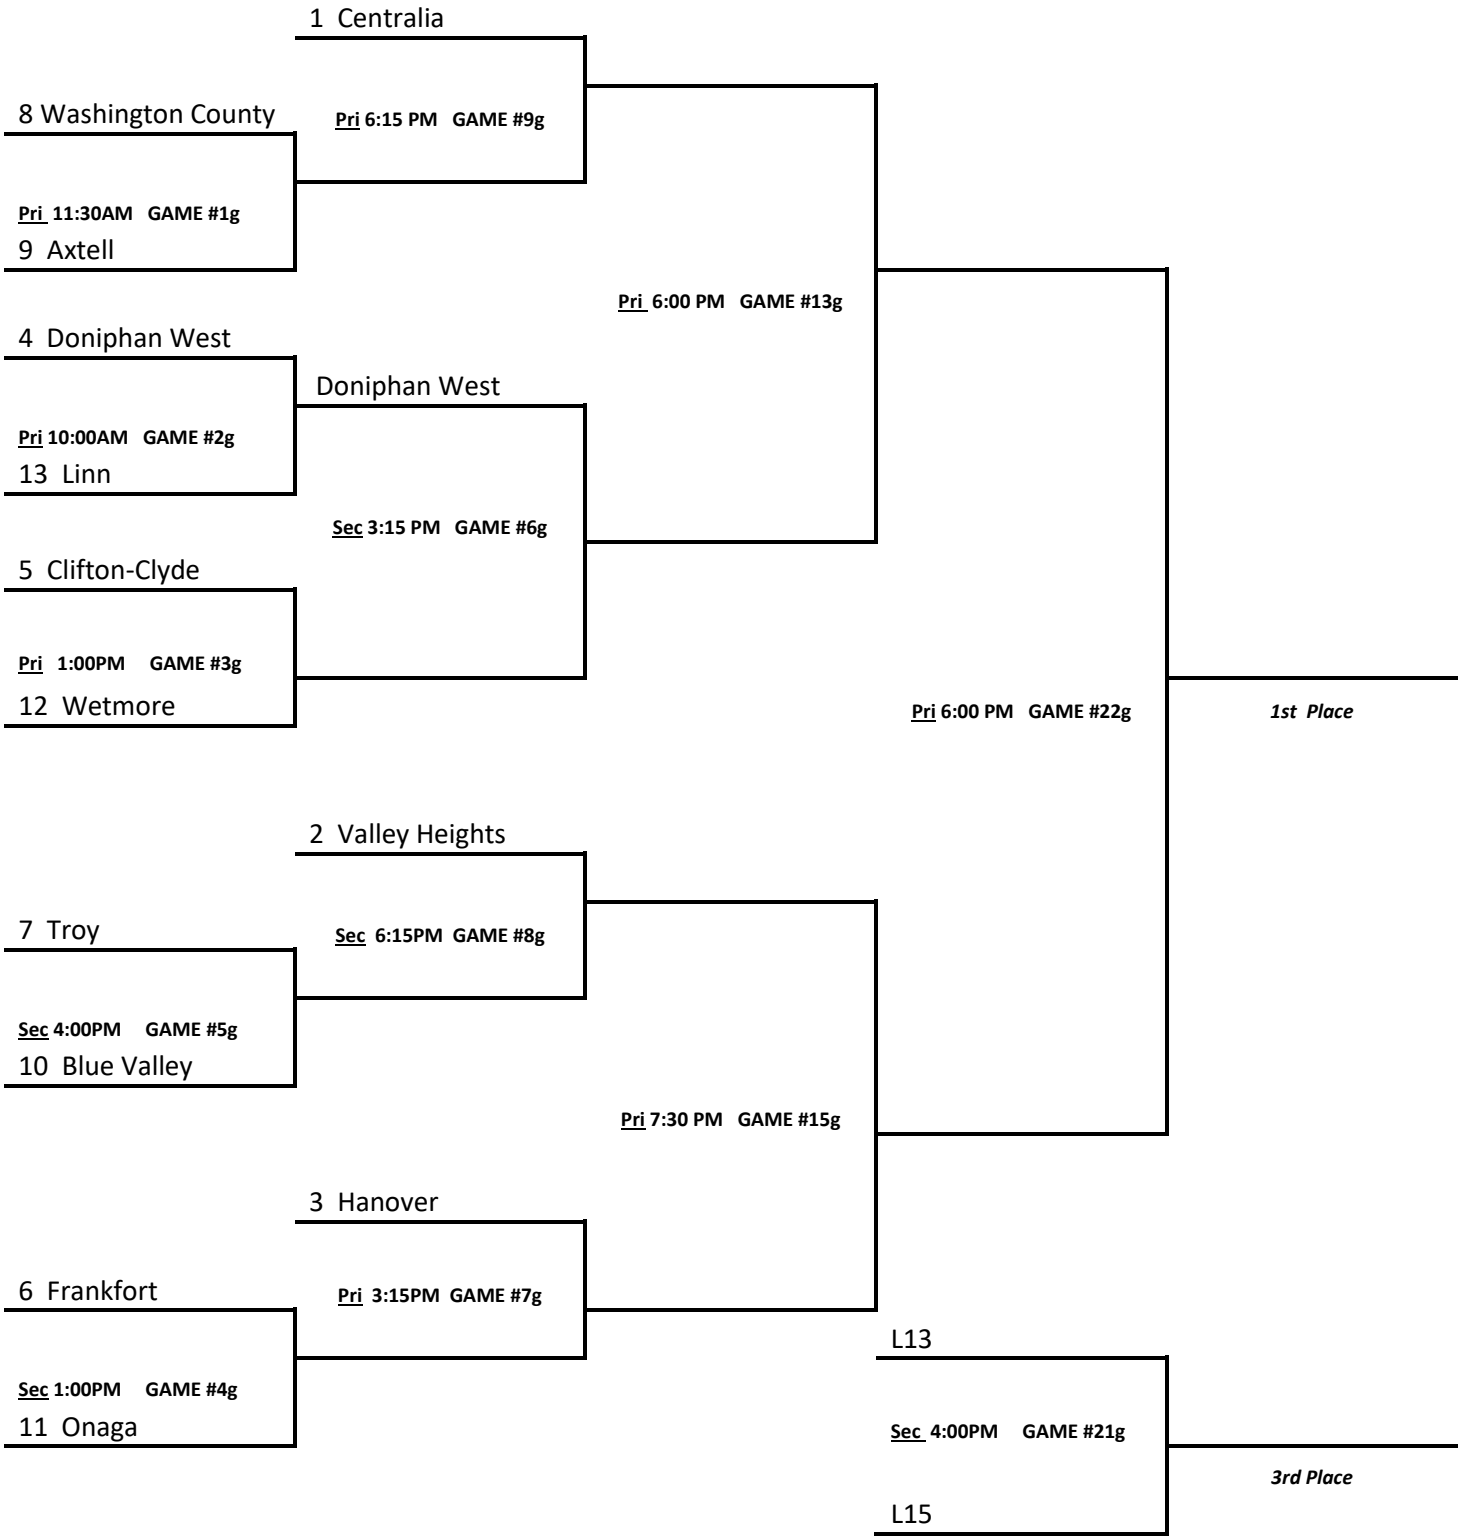 1 Centralia
8 Washington County
Pri 6:15 PM GAME #9g
Pri 11:30AM GAME #1g
9 Axtell
Pri 6:00 PM GAME #13g
4 Doniphan West
Doniphan West
Pri 10:00AM GAME #2g
13 Linn
Sec 3:15 PM GAME #6g
5 Clifton-Clyde
Pri 1:00PM GAME #3g
12 Wetmore
Pri 6:00 PM GAME #22g
1st Place
2 Valley Heights
7 Troy
Sec 6:15PM GAME #8g
Sec 4:00PM GAME #5g
10 Blue Valley
Pri 7:30 PM GAME #15g
3 Hanover
6 Frankfort
Pri 3:15PM GAME #7g
L13
Sec 1:00PM GAME #4g
11 Onaga
Sec 4:00PM GAME #21g
3rd Place
L15